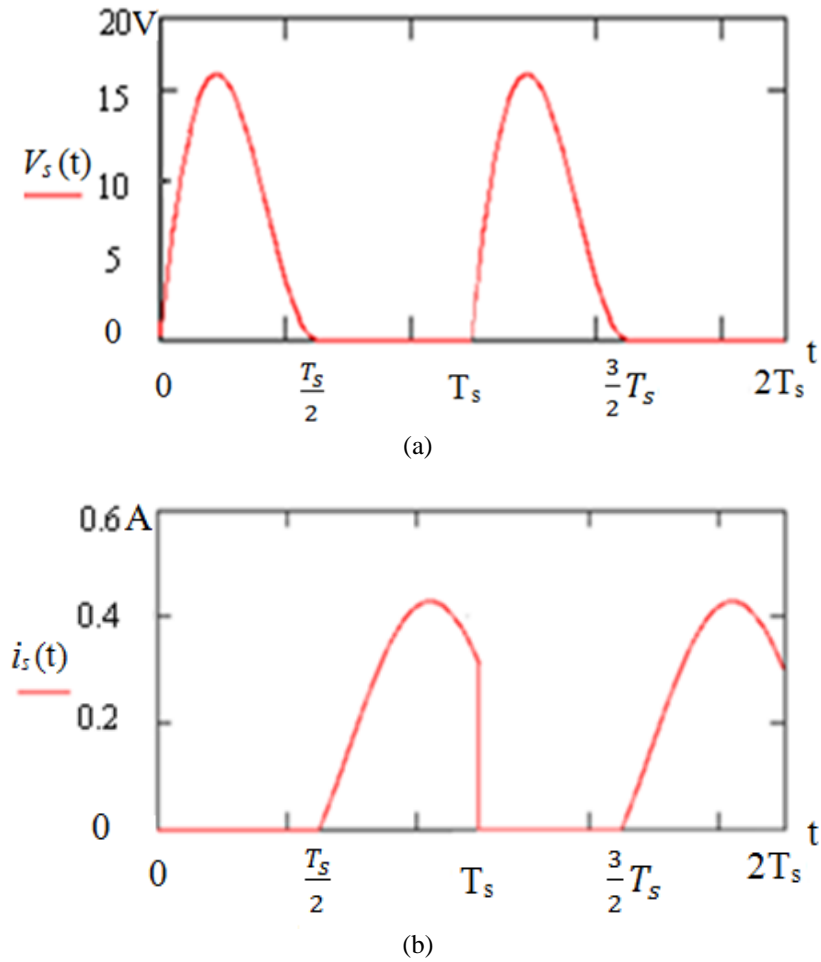 20V
15
V_s(t)
10
5
0
t
0 T_s/2 T_s 3/2 T_s 2T_s
(a)
0.6 A
0.4
i_s(t)
0.2
0
t
0 T_s/2 T_s 3/2 T_s 2T_s
(b)